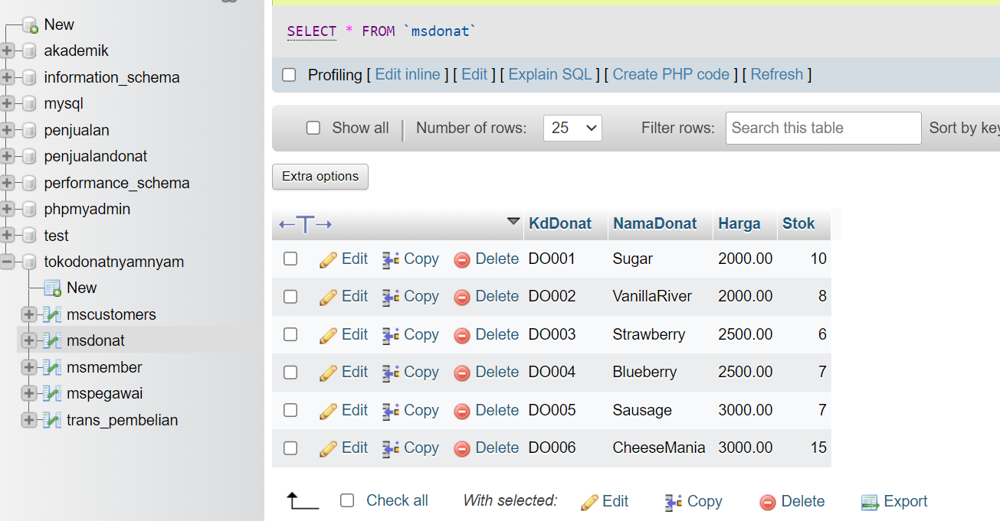 New
akademik
information_schema
mysql
penjualan
penjualandonat
performance_schema
phpmyadmin
test
tokodonatnyamnyam
New
mscustomers
msdonat
msmember
mspegawai
trans_pembelian
SELECT * FROM `msdonat`
Profiling [ Edit inline ] [ Edit ] [ Explain SQL ] [ Create PHP code ] [ Refresh ]
Show all | Number of rows: 25 Filter rows: Search this table Sort by key
Extra options
KdDonat NamaDonat Harga Stok
Edit Copy Delete DO001 Sugar 2000.00 10
Edit Copy Delete DO002 VanillaRiver 2000.00 8
Edit Copy Delete DO003 Strawberry 2500.00 6
Edit Copy Delete DO004 Blueberry 2500.00 7
Edit Copy Delete DO005 Sausage 3000.00 7
Edit Copy Delete DO006 CheeseMania 3000.00 15
Check all With selected: Edit Copy Delete Export